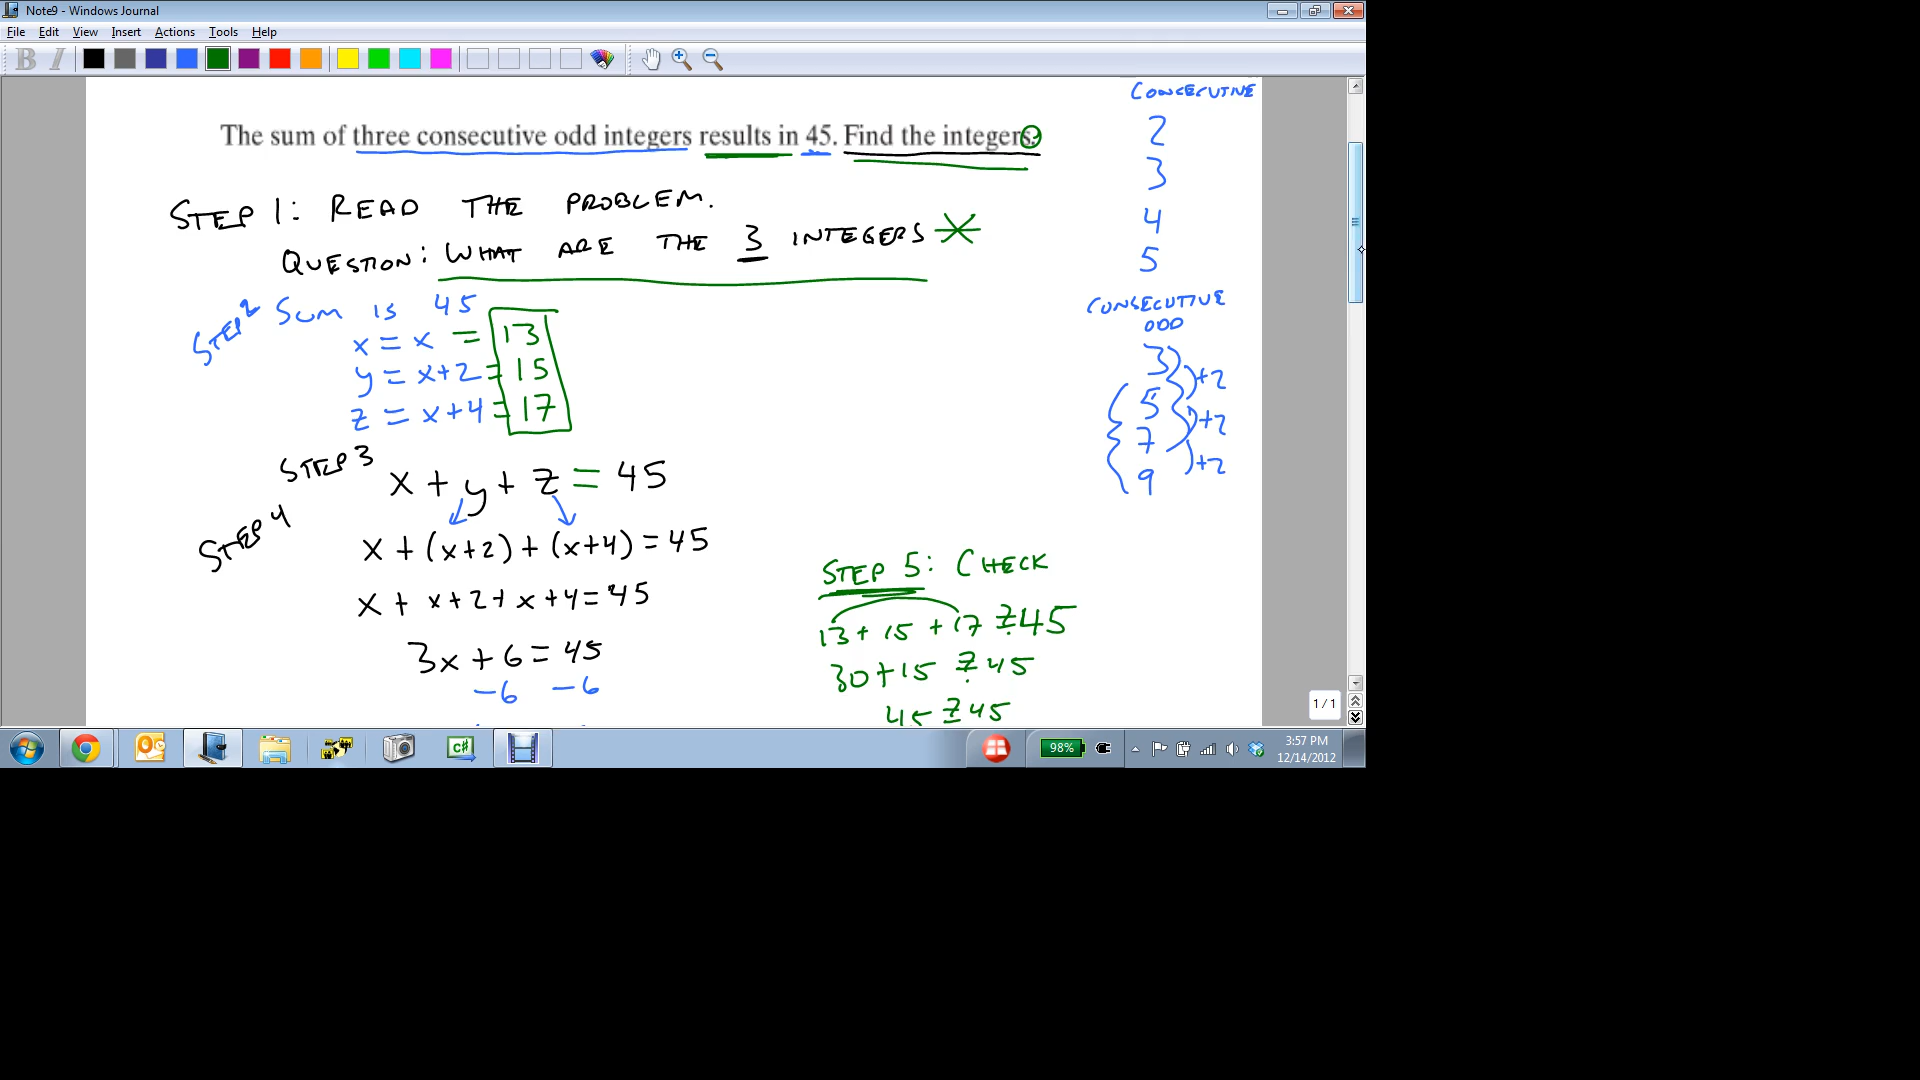 Note9 - Windows Journal
File Edit View Insert Actions Tools Help
B I
The sum of three consecutive odd integers results in 45. Find the integers.
STEP 1: READ THE PROBLEM.
QUESTION: WHAT ARE THE 3 INTEGERS
STEP 2 Sum is 45
x = x = 13
y = x+2 = 15
z = x+4 = 17
STEP 3
x + y + z = 45
STEP 4
x + (x+2) + (x+4) = 45
x + x+2+ x+4 = 45
3x + 6 = 45
-6 -6
CONSECUTIVE
2
3
4
5
CONSECUTIVE
ODD
3
+2
5
+2
7
+2
9
STEP 5: CHECK
13 + 15 + 17 ≟ 45
30 + 15 ≟ 45
45 ≟ 45
1 / 1
98%
C#
3:57 PM
12/14/2012